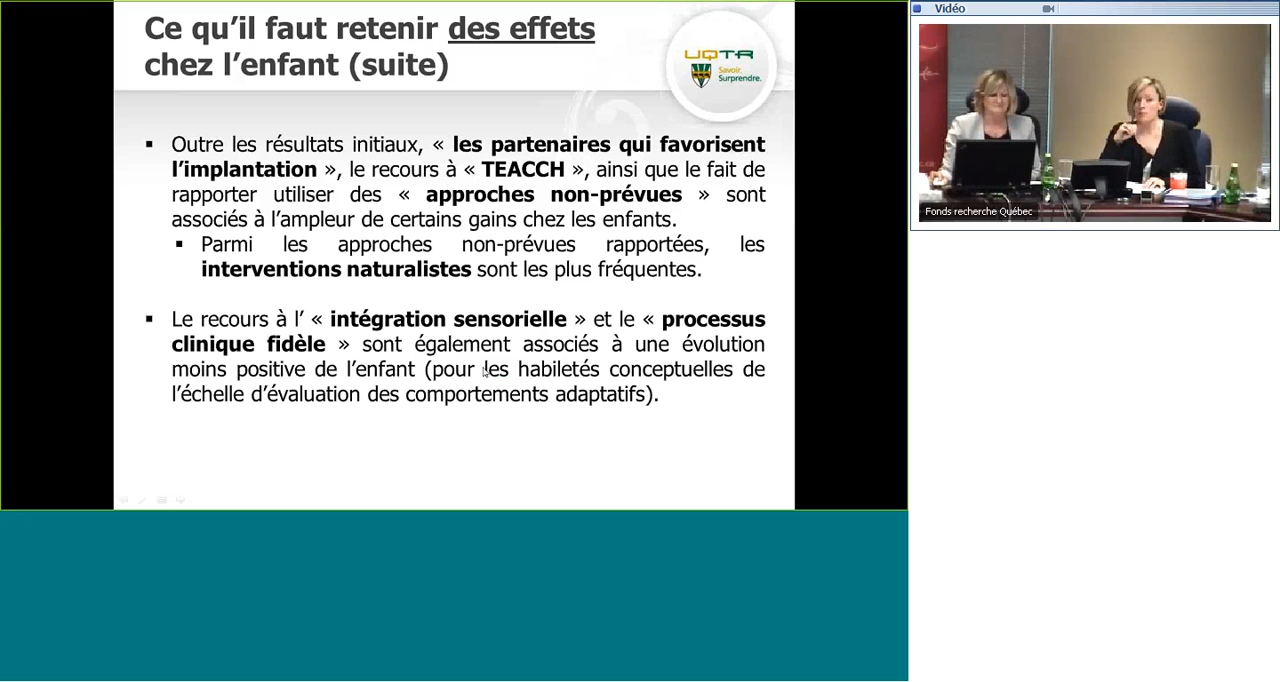 Ce qu'il faut retenir des effets
chez l'enfant (suite)
UQTR
Savoir.
Surprendre.
▪ Outre les résultats initiaux, « les partenaires qui favorisent
l'implantation », le recours à « TEACCH », ainsi que le fait de
rapporter utiliser des « approches non-prévues » sont
associés à l'ampleur de certains gains chez les enfants.
▪ Parmi les approches non-prévues rapportées, les
interventions naturalistes sont les plus fréquentes.
▪ Le recours à l' « intégration sensorielle » et le « processus
clinique fidèle » sont également associés à une évolution
moins positive de l'enfant (pour les habiletés conceptuelles de
l'échelle d'évaluation des comportements adaptatifs).
Vidéo
Fonds recherche Québec